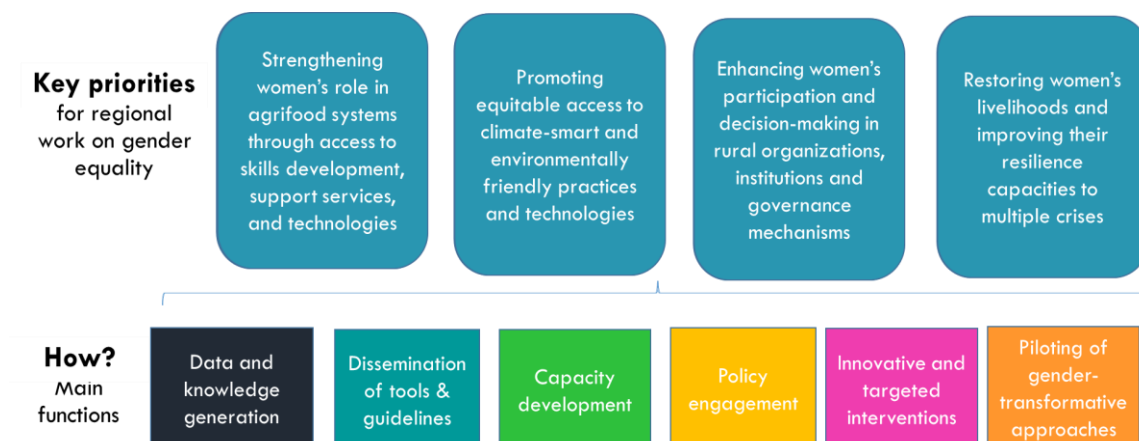 Key priorities
for regional
work on gender
equality
Strengthening
women's role in
agrifood systems
through access to
skills development,
support services,
and technologies
Promoting
equitable access to
climate-smart and
environmentally
friendly practices
and technologies
Enhancing women's
participation and
decision-making in
rural organizations,
institutions and
governance
mechanisms
Restoring women's
livelihoods and
improving their
resilience
capacities to
multiple crises
How?
Main
functions
Data and
knowledge
generation
Dissemination
of tools &
guidelines
Capacity
development
Policy
engagement
Innovative and
targeted
interventions
Piloting of
gender-
transformative
approaches